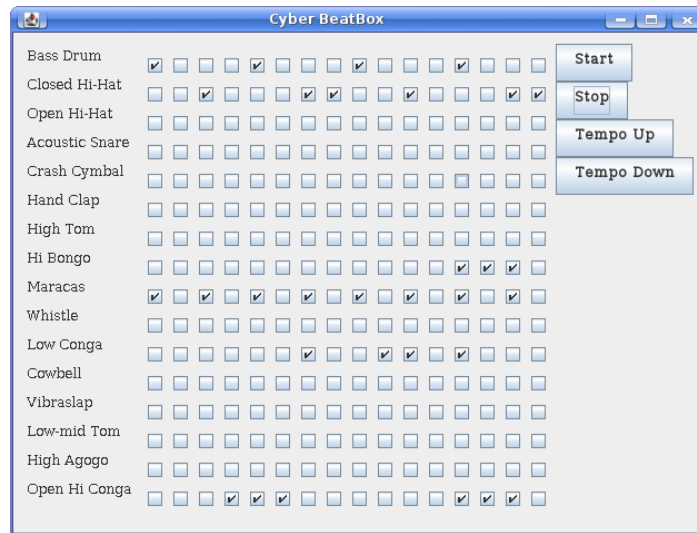 Cyber BeatBox
Bass Drum
Closed Hi-Hat
Open Hi-Hat
Acoustic Snare
Crash Cymbal
Hand Clap
High Tom
Hi Bongo
Maracas
Whistle
Low Conga
Cowbell
Vibraslap
Low-mid Tom
High Agogo
Open Hi Conga
Start
Stop
Tempo Up
Tempo Down